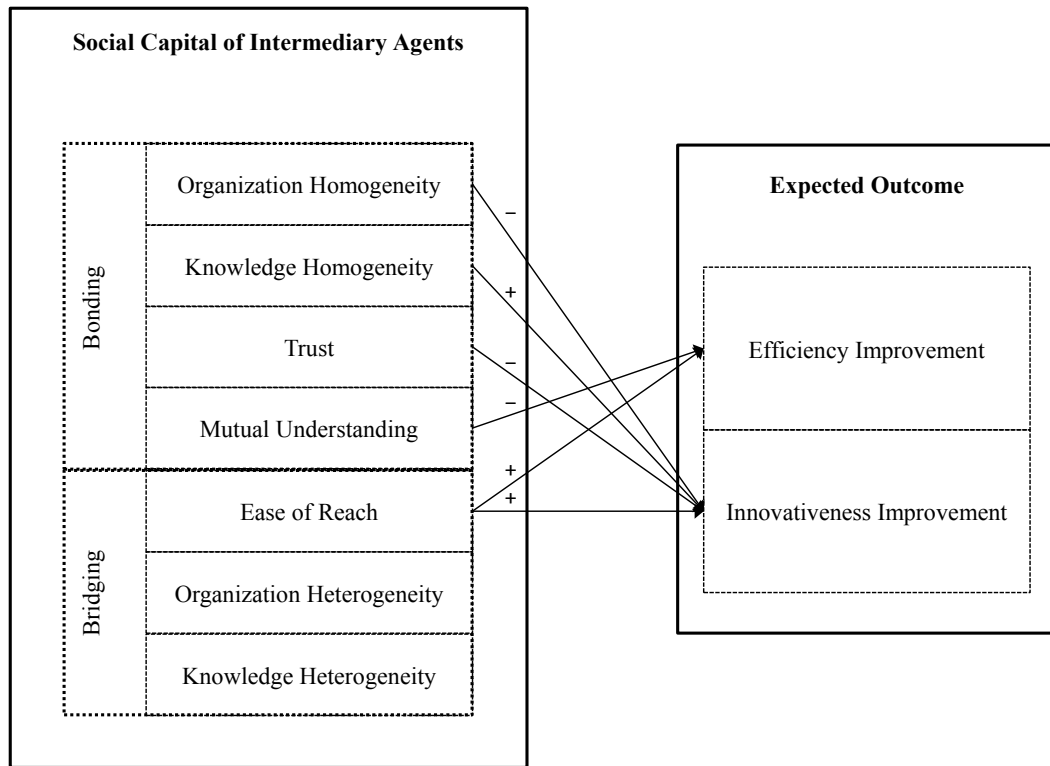 Social Capital of Intermediary Agents
Bonding
Organization Homogeneity
Knowledge Homogeneity
Trust
Mutual Understanding
Bridging
Ease of Reach
Organization Heterogeneity
Knowledge Heterogeneity
−
+
−
−
+
+
Expected Outcome
Efficiency Improvement
Innovativeness Improvement